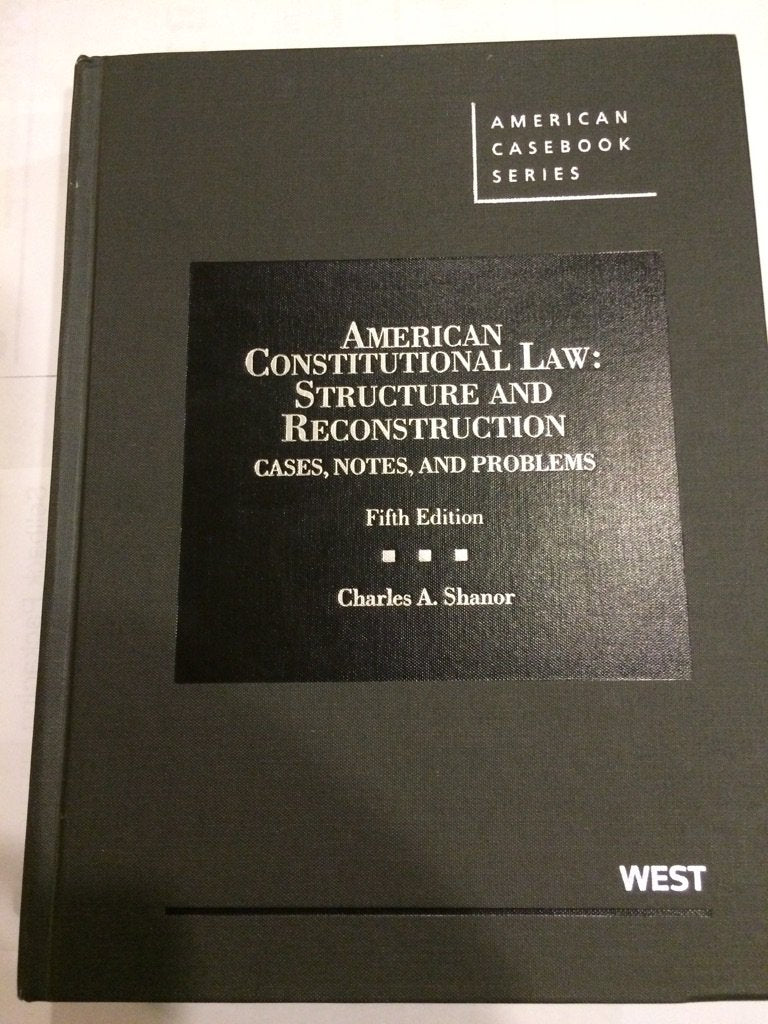 AMERICAN
CASEBOOK
SERIES
AMERICAN
CONSTITUTIONAL LAW:
STRUCTURE AND
RECONSTRUCTION
CASES, NOTES, AND PROBLEMS
Fifth Edition
Charles A. Shanor
WEST